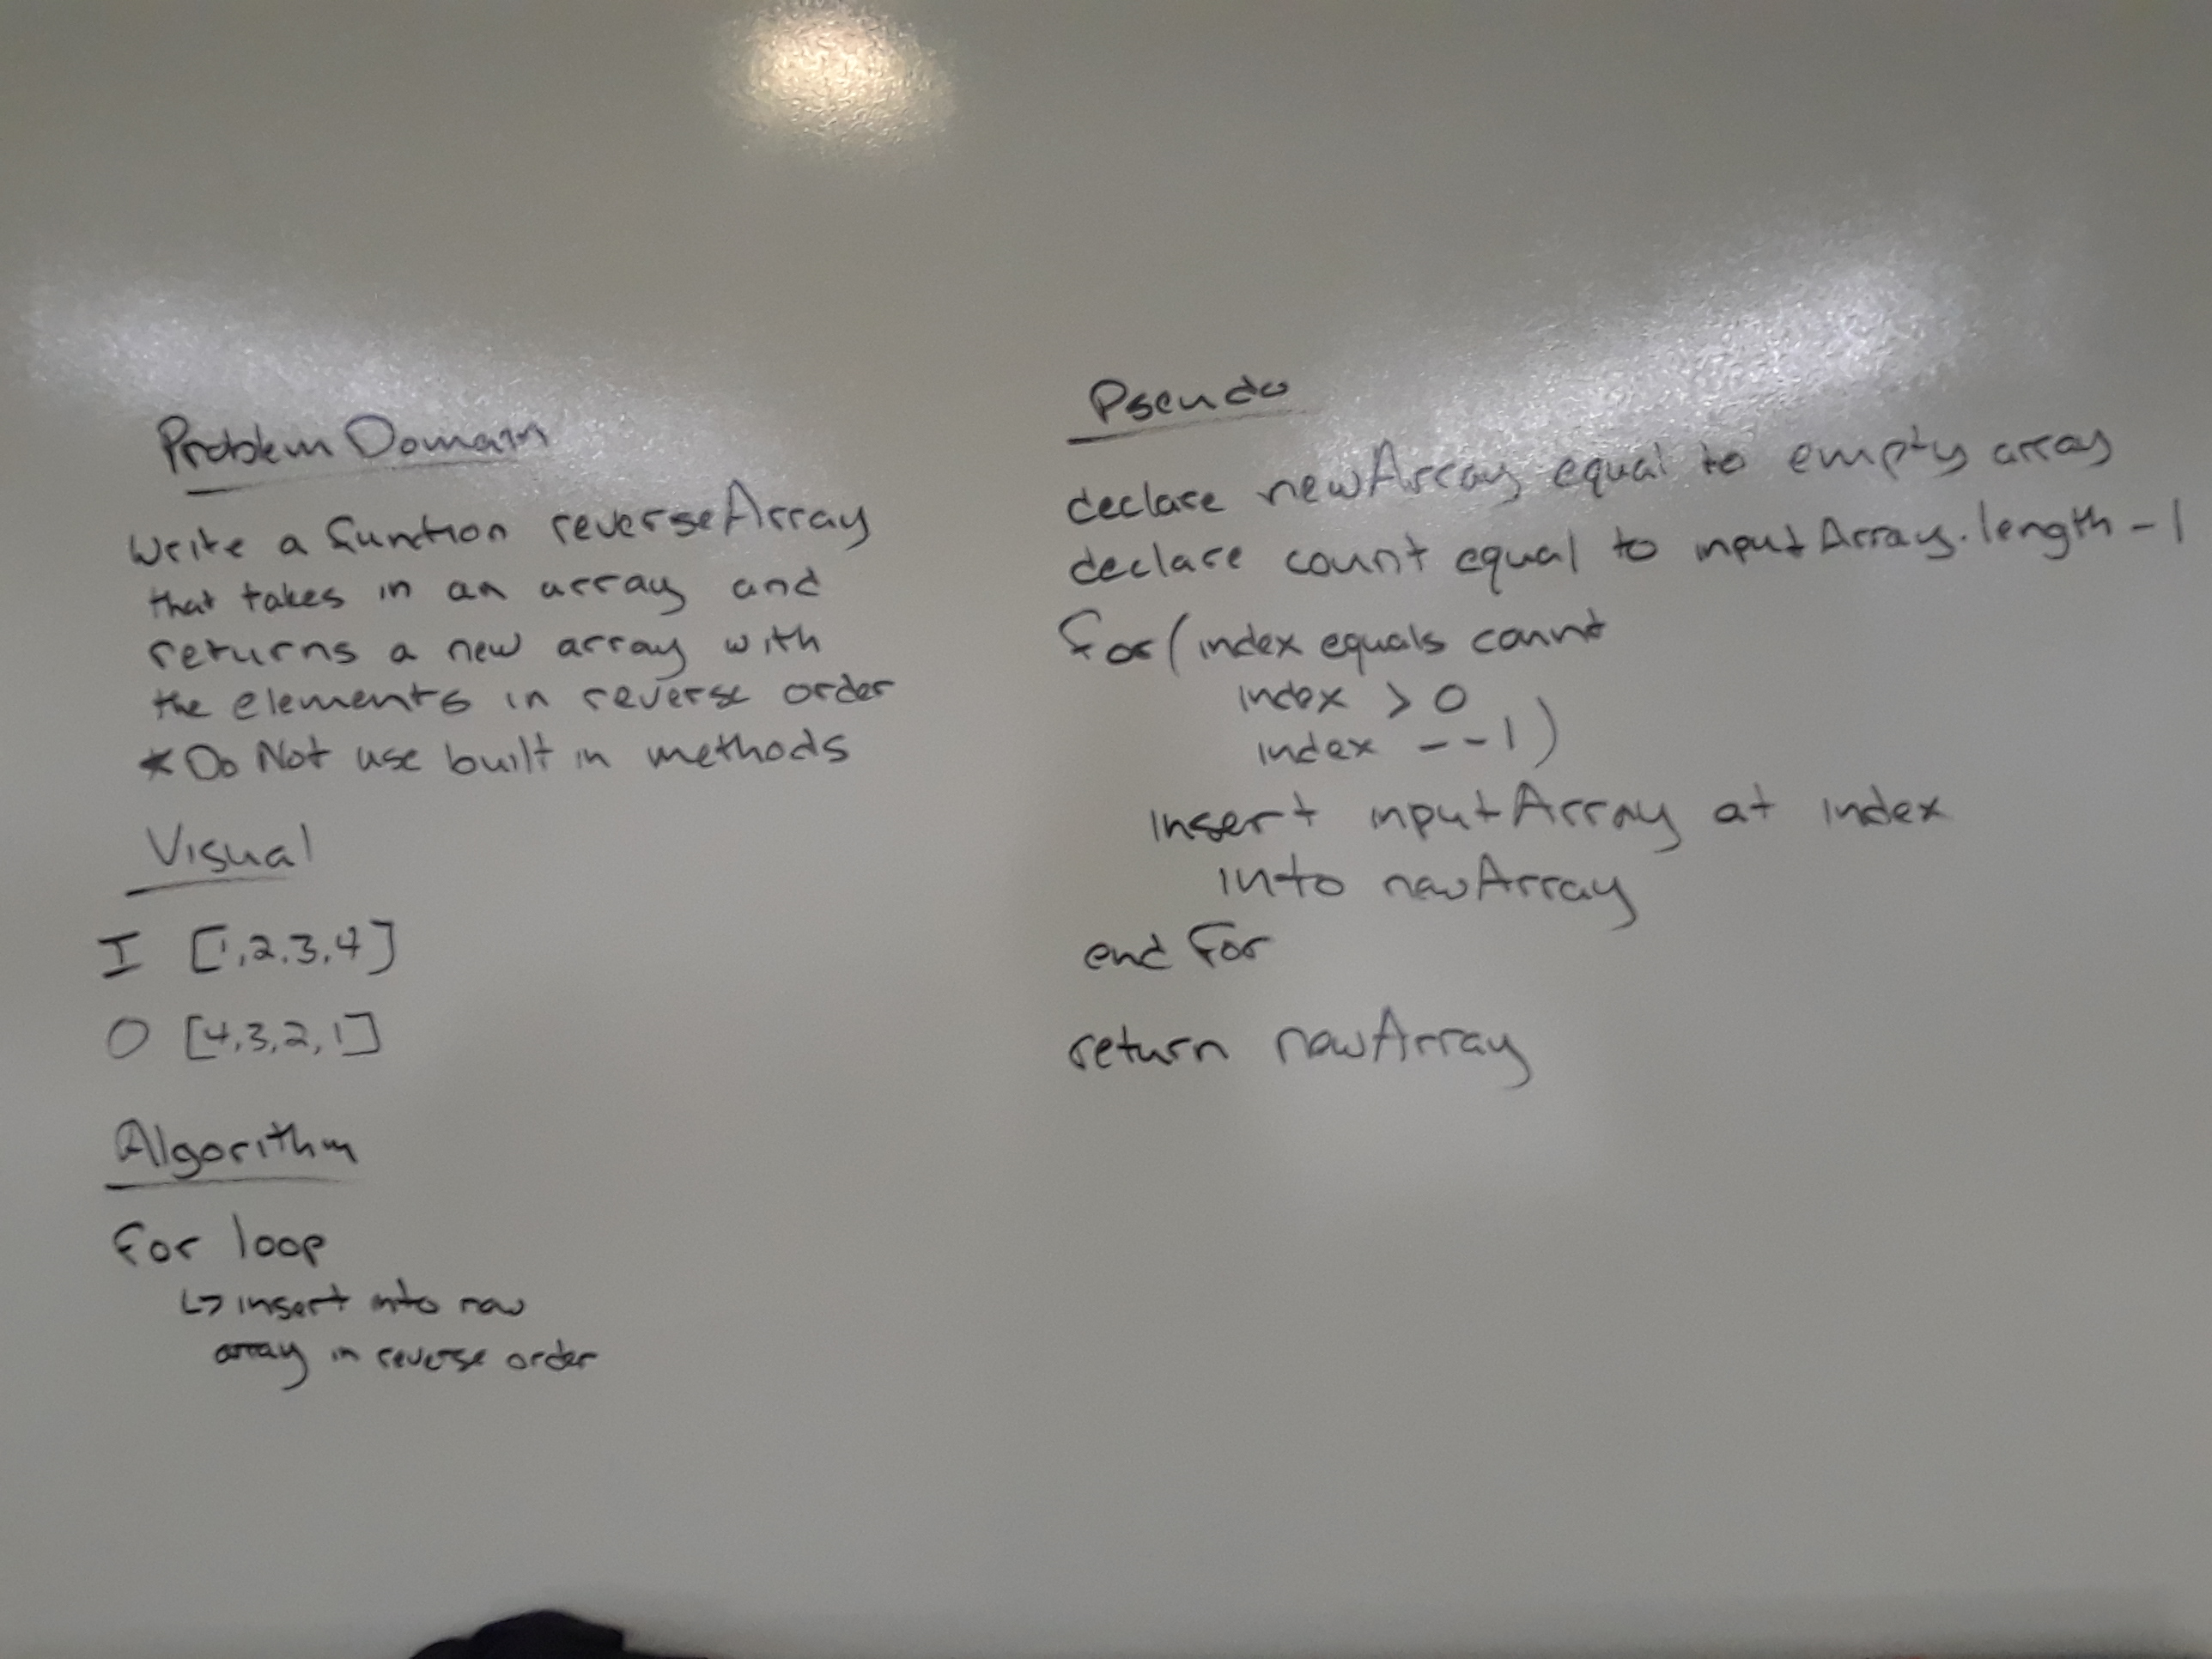 Problem Domain
Write a function reverseArray
that takes in an array and
returns a new array with
the elements in reverse order
* Do Not use built in methods
Visual
I [1,2,3,4]
O [4,3,2,1]
Algorithm
For loop
↳ insert into new
array in reverse order
Pseudo
declare newArray equal to empty array
declare count equal to inputArray.length - 1
For ( index equals count
index > 0
index - - 1 )
insert inputArray at index
into newArray
end For
return newArray